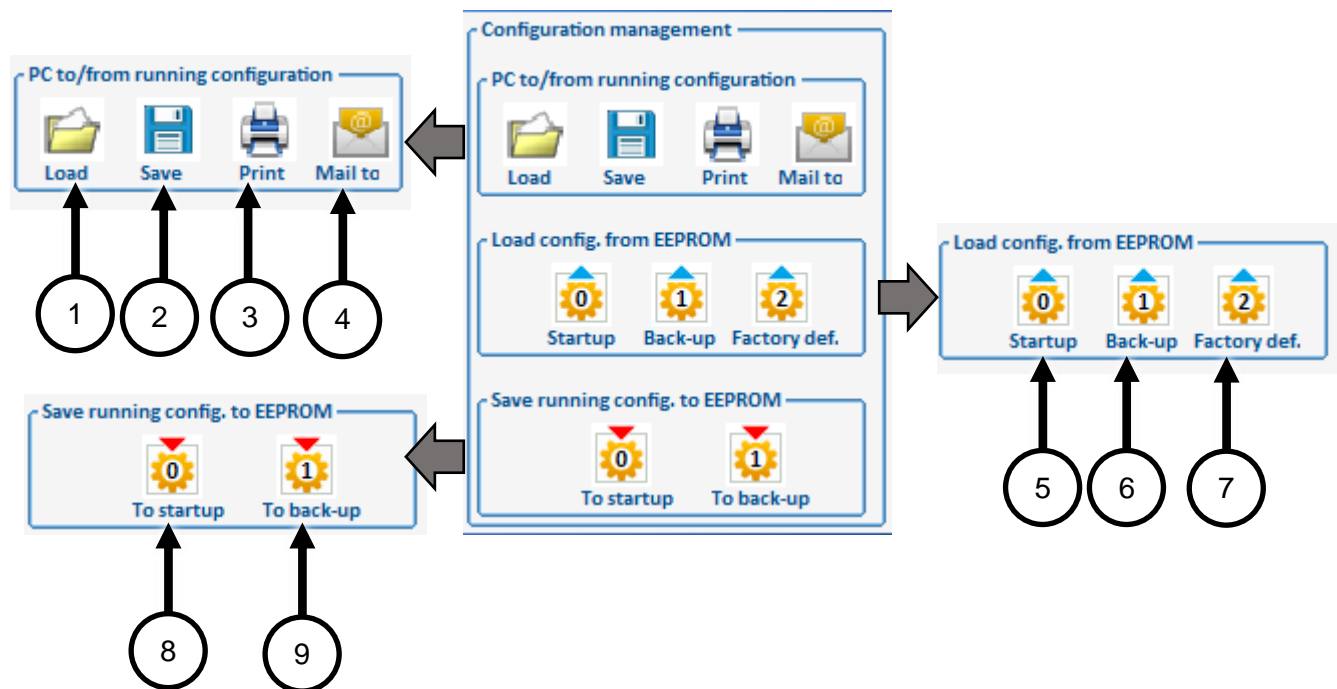 Configuration management
PC to/from running configuration
Load Save Print Mail to
Load config. from EEPROM
0 1 2
Startup Back-up Factory def.
Save running config. to EEPROM
0 1
To startup To back-up
PC to/from running configuration
Load Save Print Mail to
1 2 3 4
Save running config. to EEPROM
0 1
To startup To back-up
8 9
Load config. from EEPROM
0 1 2
Startup Back-up Factory def.
5 6 7